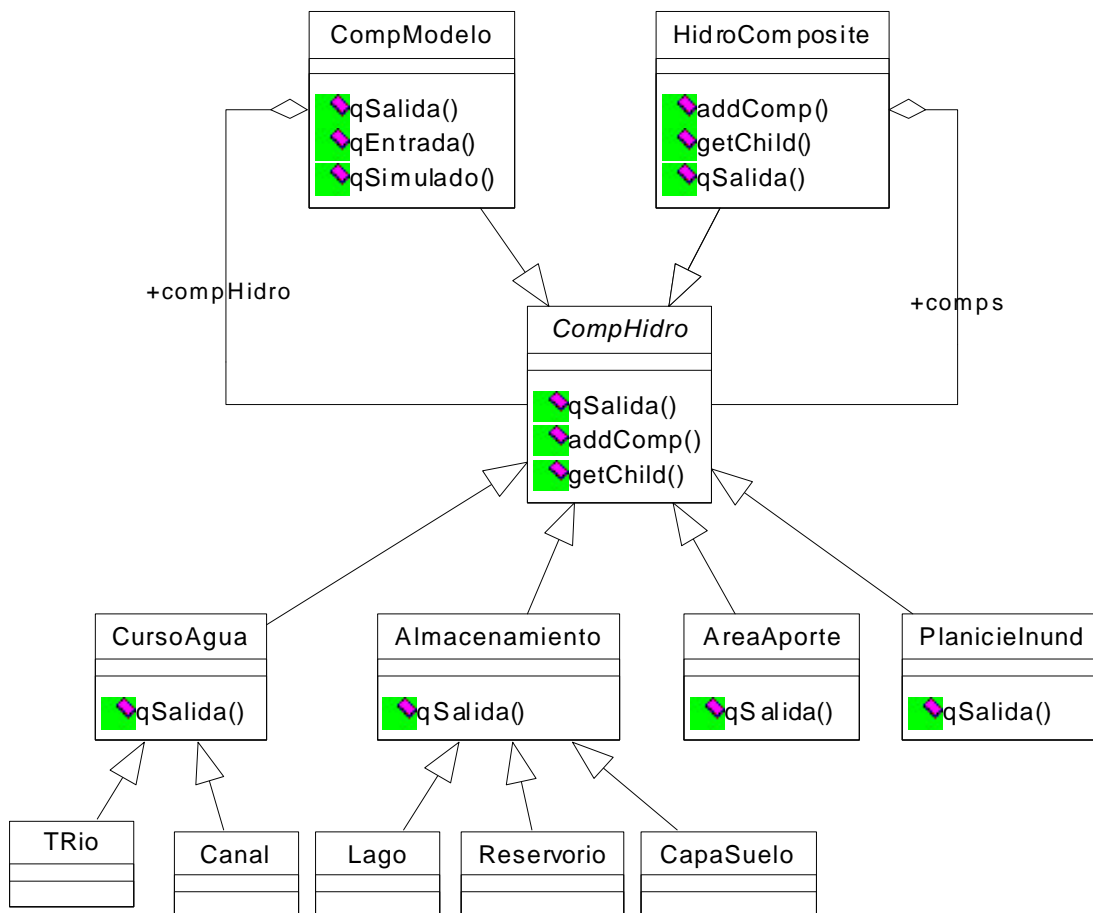 CompModelo
qSalida()
qEntrada()
qSimulado()
HidroComposite
addComp()
getChild()
qSalida()
+compHidro
+comps
CompHidro
qSalida()
addComp()
getChild()
CursoAgua
qSalida()
Almacenamiento
qSalida()
AreaAporte
qSalida()
PlanicieInund
qSalida()
TRio
Canal
Lago
Reservorio
CapaSuelo